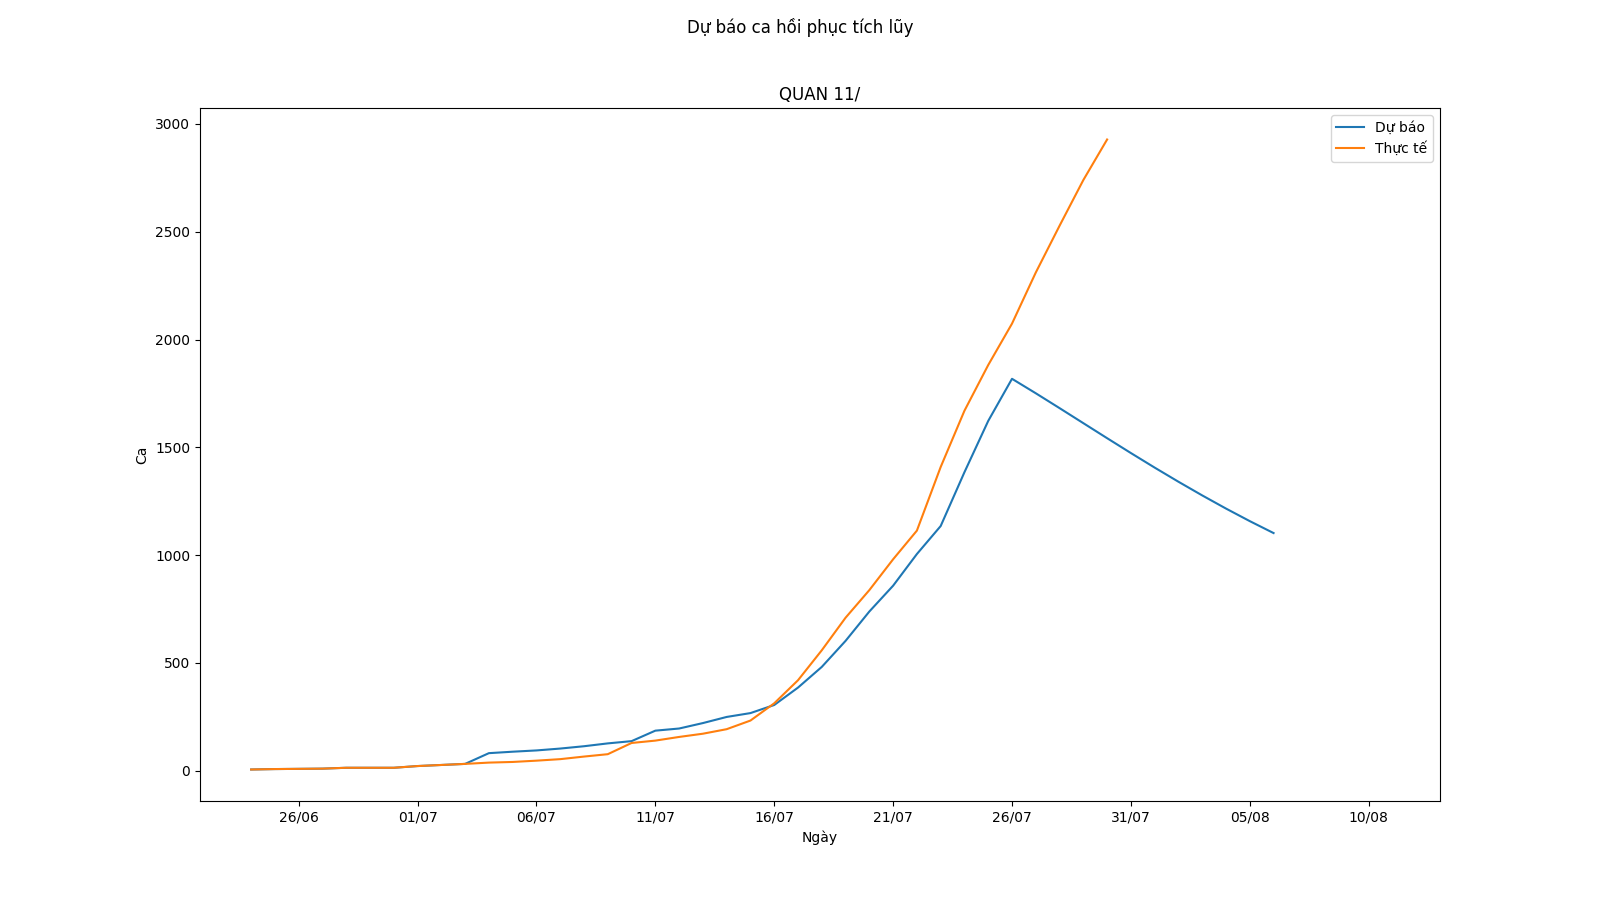 Dự báo ca hồi phục tích lũy
QUAN 11/
Dự báo
Thực tế
3000
2500
2000
1500
1000
500
0
Ca
26/06
01/07
06/07
11/07
16/07
21/07
26/07
31/07
05/08
10/08
Ngày